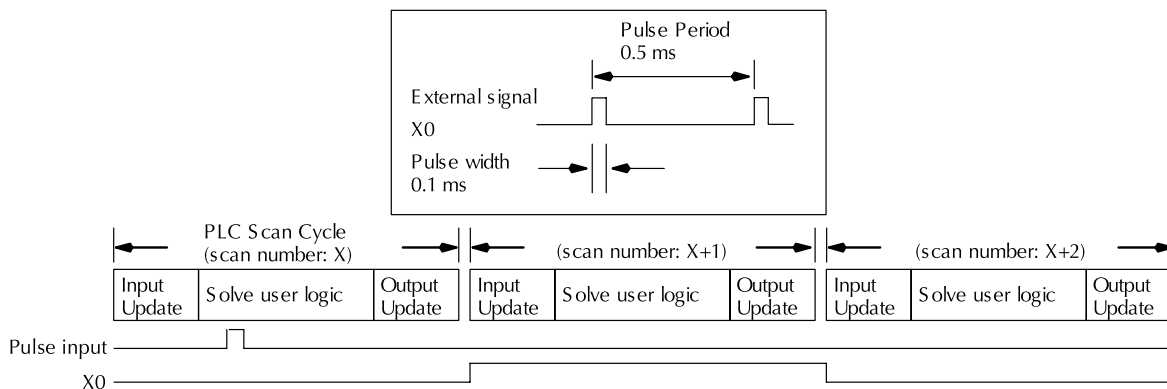 Pulse Period
0.5 ms
External signal
X0
Pulse width
0.1 ms
PLC Scan Cycle
(scan number: X)
(scan number: X+1)
(scan number: X+2)
Input
Update
Solve user logic
Output
Update
Input
Update
Solve user logic
Output
Update
Input
Update
Solve user logic
Output
Update
Pulse input
X0